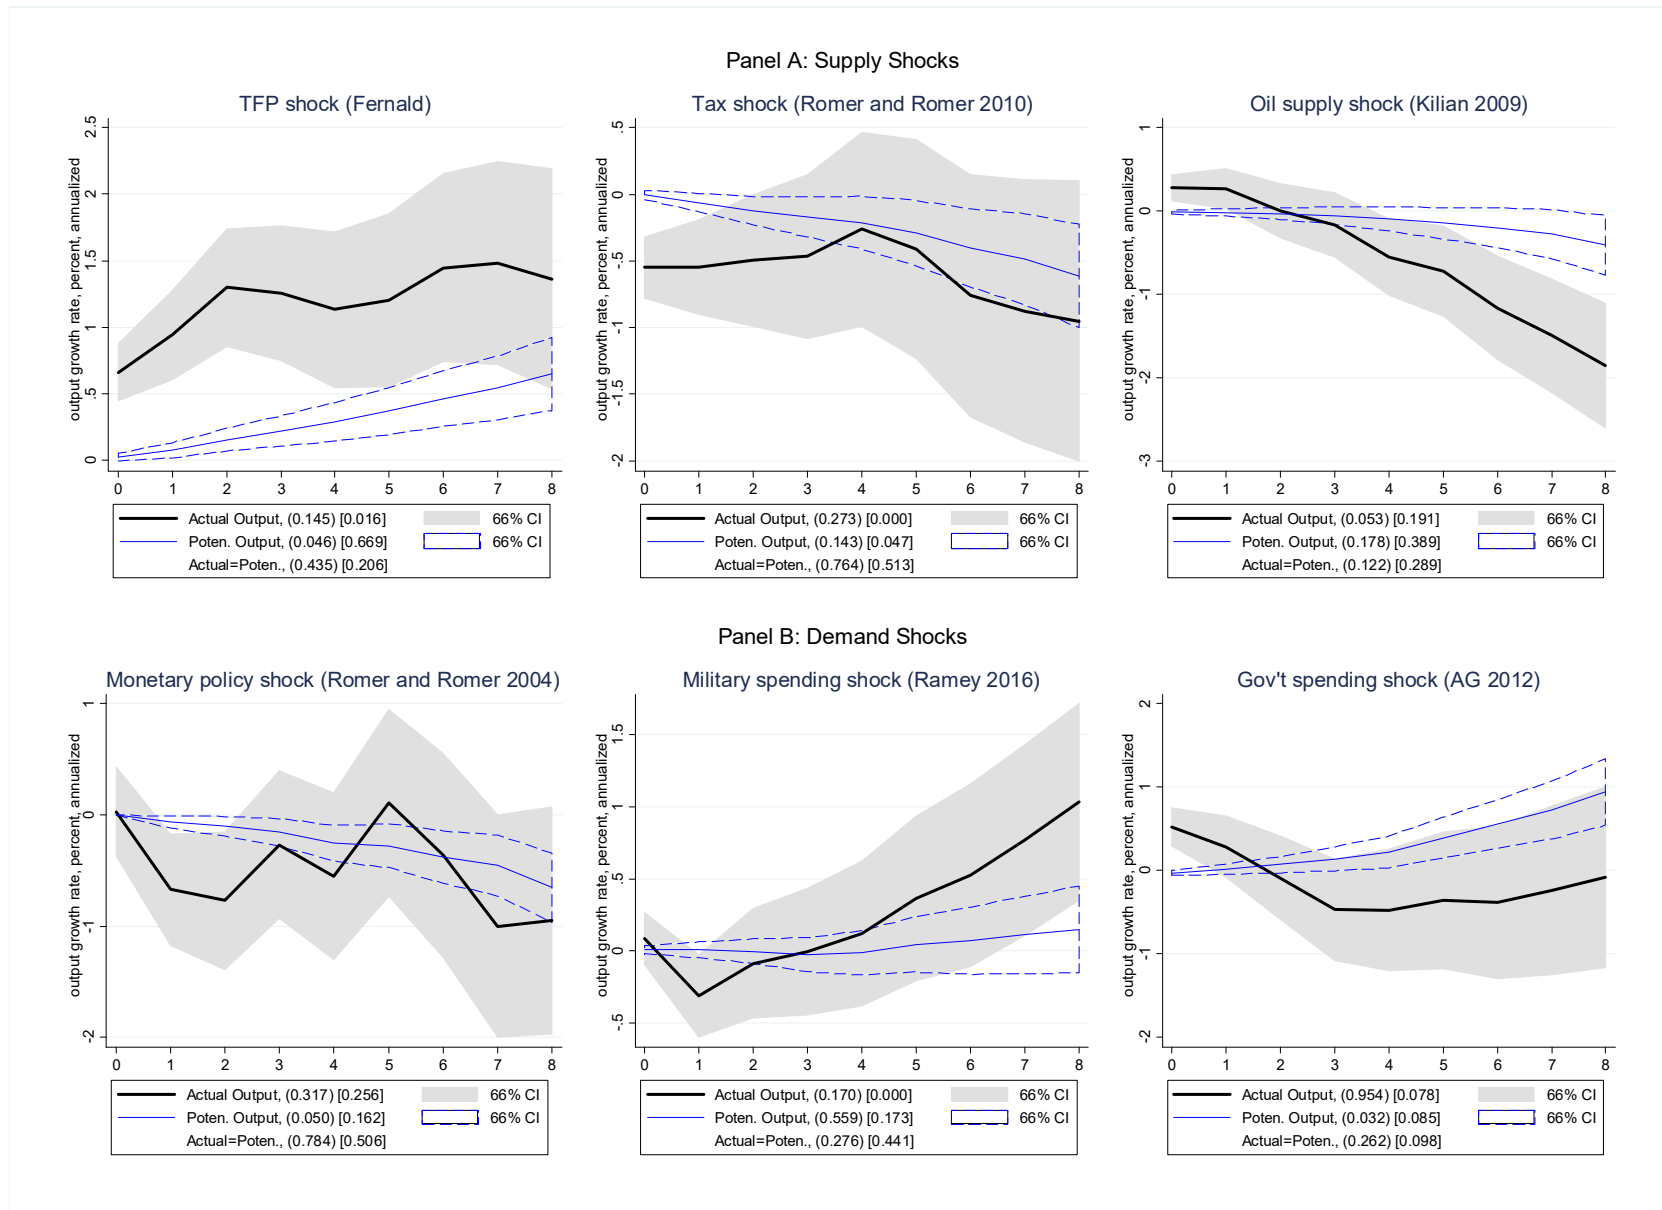 Panel A: Supply Shocks
TFP shock (Fernald)
output growth rate, percent, annualized
2.5
2
1.5
1
.5
0
0 1 2 3 4 5 6 7 8
Actual Output, (0.145) [0.016] 66% CI
Poten. Output, (0.046) [0.669] 66% CI
Actual=Poten., (0.435) [0.206]
Tax shock (Romer and Romer 2010)
output growth rate, percent, annualized
.5
0
-.5
-1
-1.5
-2
0 1 2 3 4 5 6 7 8
Actual Output, (0.273) [0.000] 66% CI
Poten. Output, (0.143) [0.047] 66% CI
Actual=Poten., (0.764) [0.513]
Oil supply shock (Kilian 2009)
output growth rate, percent, annualized
1
0
-1
-2
-3
0 1 2 3 4 5 6 7 8
Actual Output, (0.053) [0.191] 66% CI
Poten. Output, (0.178) [0.389] 66% CI
Actual=Poten., (0.122) [0.289]
Panel B: Demand Shocks
Monetary policy shock (Romer and Romer 2004)
output growth rate, percent, annualized
1
0
-1
-2
0 1 2 3 4 5 6 7 8
Actual Output, (0.317) [0.256] 66% CI
Poten. Output, (0.050) [0.162] 66% CI
Actual=Poten., (0.784) [0.506]
Military spending shock (Ramey 2016)
output growth rate, percent, annualized
1.5
1
.5
0
-.5
0 1 2 3 4 5 6 7 8
Actual Output, (0.170) [0.000] 66% CI
Poten. Output, (0.559) [0.173] 66% CI
Actual=Poten., (0.276) [0.441]
Gov't spending shock (AG 2012)
output growth rate, percent, annualized
2
1
0
-1
-2
0 1 2 3 4 5 6 7 8
Actual Output, (0.954) [0.078] 66% CI
Poten. Output, (0.032) [0.085] 66% CI
Actual=Poten., (0.262) [0.098]